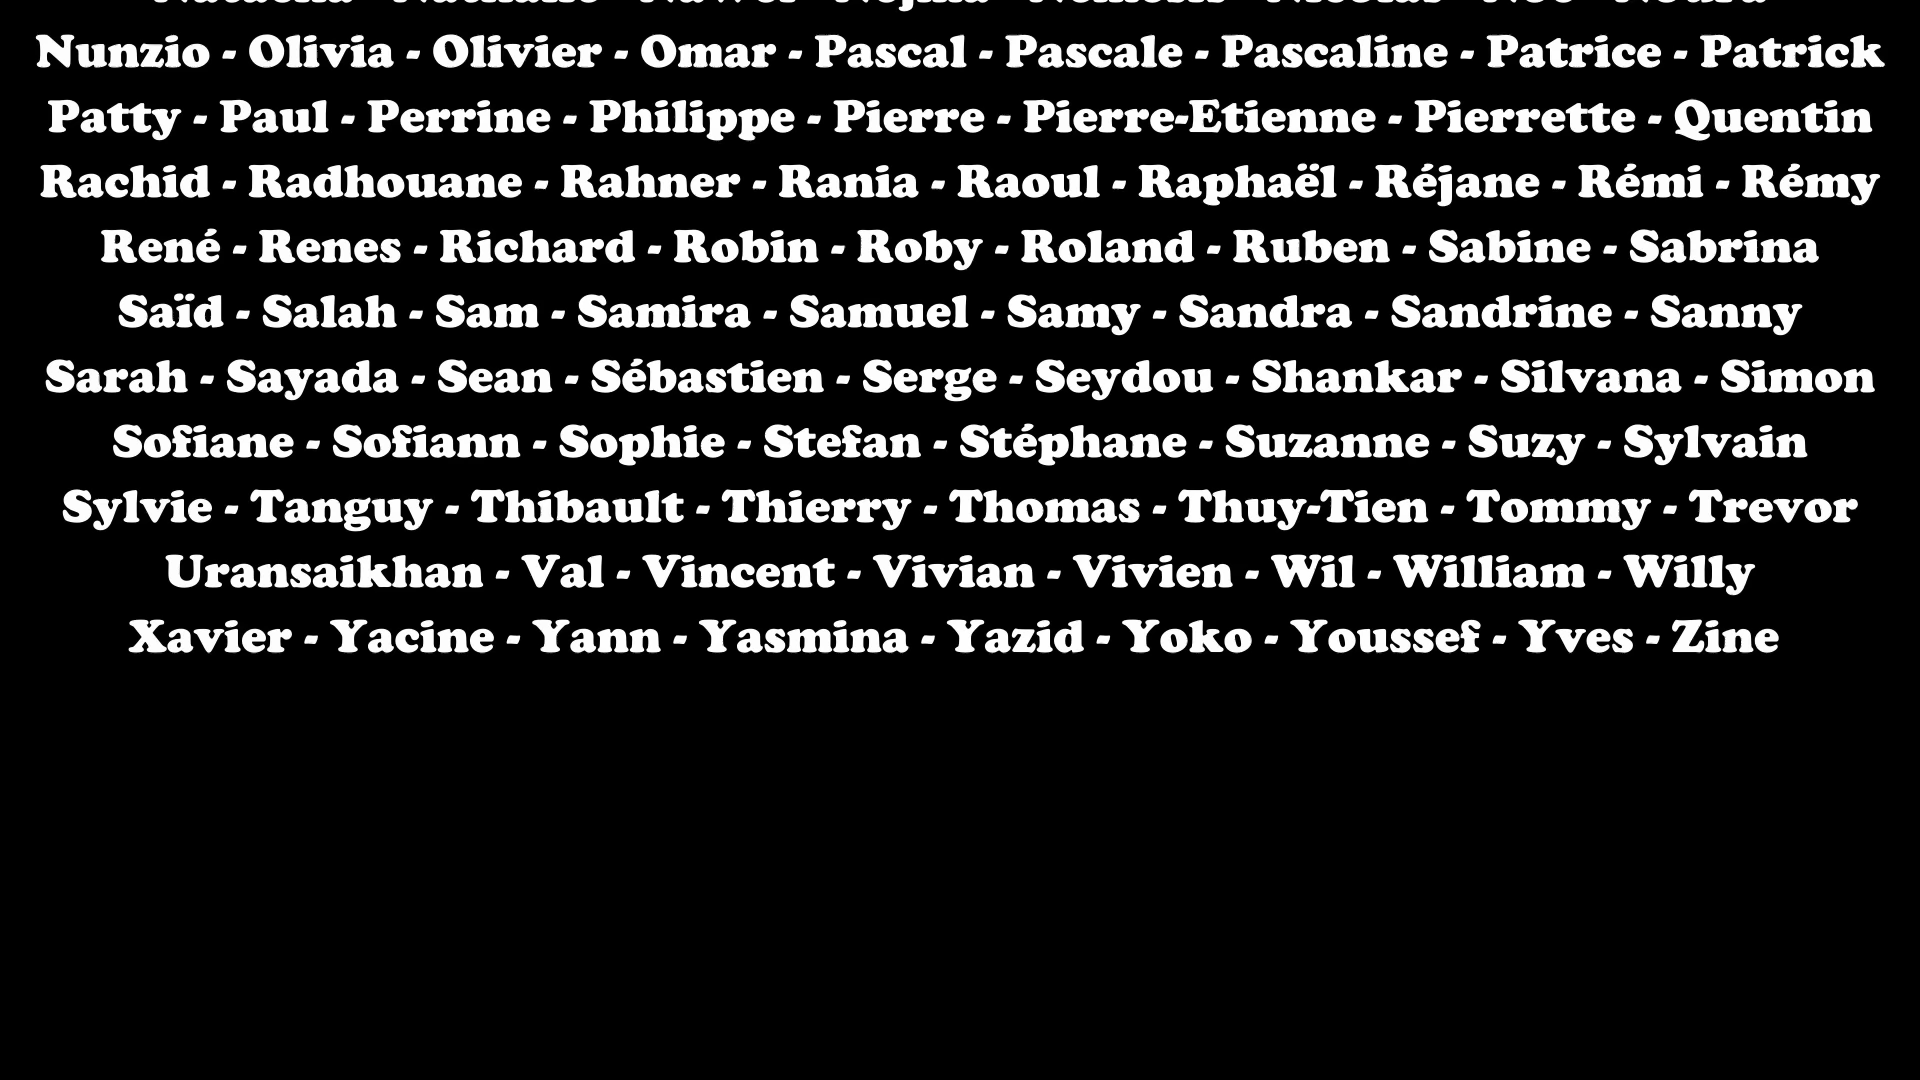 Nunzio - Olivia - Olivier - Omar - Pascal - Pascale - Pascaline - Patrice - Patrick
Patty - Paul - Perrine - Philippe - Pierre - Pierre-Etienne - Pierrette - Quentin
Rachid - Radhouane - Rahner - Rania - Raoul - Raphaël - Réjane - Rémi - Rémy
René - Renes - Richard - Robin - Roby - Roland - Ruben - Sabine - Sabrina
Saïd - Salah - Sam - Samira - Samuel - Samy - Sandra - Sandrine - Sanny
Sarah - Sayada - Sean - Sébastien - Serge - Seydou - Shankar - Silvana - Simon
Sofiane - Sofiann - Sophie - Stefan - Stéphane - Suzanne - Suzy - Sylvain
Sylvie - Tanguy - Thibault - Thierry - Thomas - Thuy-Tien - Tommy - Trevor
Uransaikhan - Val - Vincent - Vivian - Vivien - Wil - William - Willy
Xavier - Yacine - Yann - Yasmina - Yazid - Yoko - Youssef - Yves - Zine